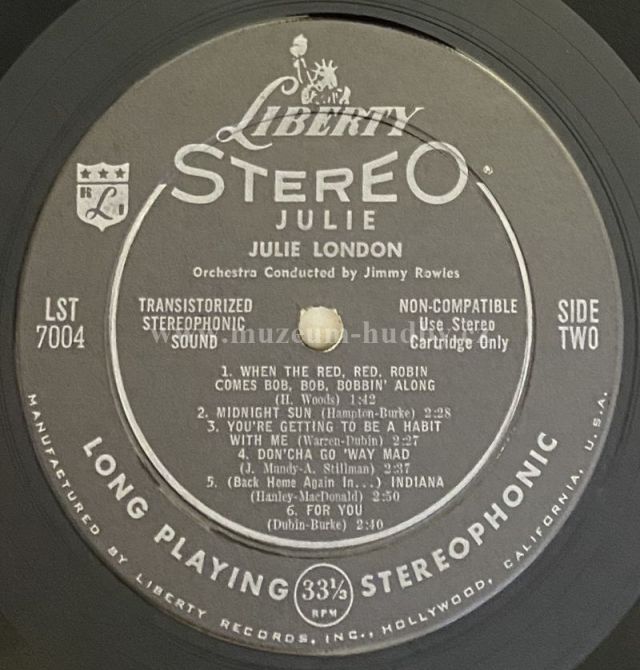 LIBERTY
STEREO
JULIE
JULIE LONDON
Orchestra Conducted by Jimmy Rowles
LST
7004
TRANSISTORIZED
STEREOPHONIC
SOUND
NON-COMPATIBLE
Use Stereo
Cartridge Only
SIDE
TWO
1. WHEN THE RED, RED, ROBIN
COMES BOB, BOB, BOBBIN' ALONG
(H. Woods) 1:42
2. MIDNIGHT SUN (Hampton-Burke) 2:28
3. YOU'RE GETTING TO BE A HABIT
WITH ME (Warren-Dubin) 2:27
4. DON'CHA GO 'WAY MAD
(J. Mundy-A. Stillman) 2:37
5. (Back Home Again In...) INDIANA
(Hanley-MacDonald) 2:50
6. FOR YOU
(Dubin-Burke) 2:40
LONG PLAYING 33⅓ RPM STEREOPHONIC
MANUFACTURED BY LIBERTY RECORDS, INC., HOLLYWOOD, CALIFORNIA, U.S.A.